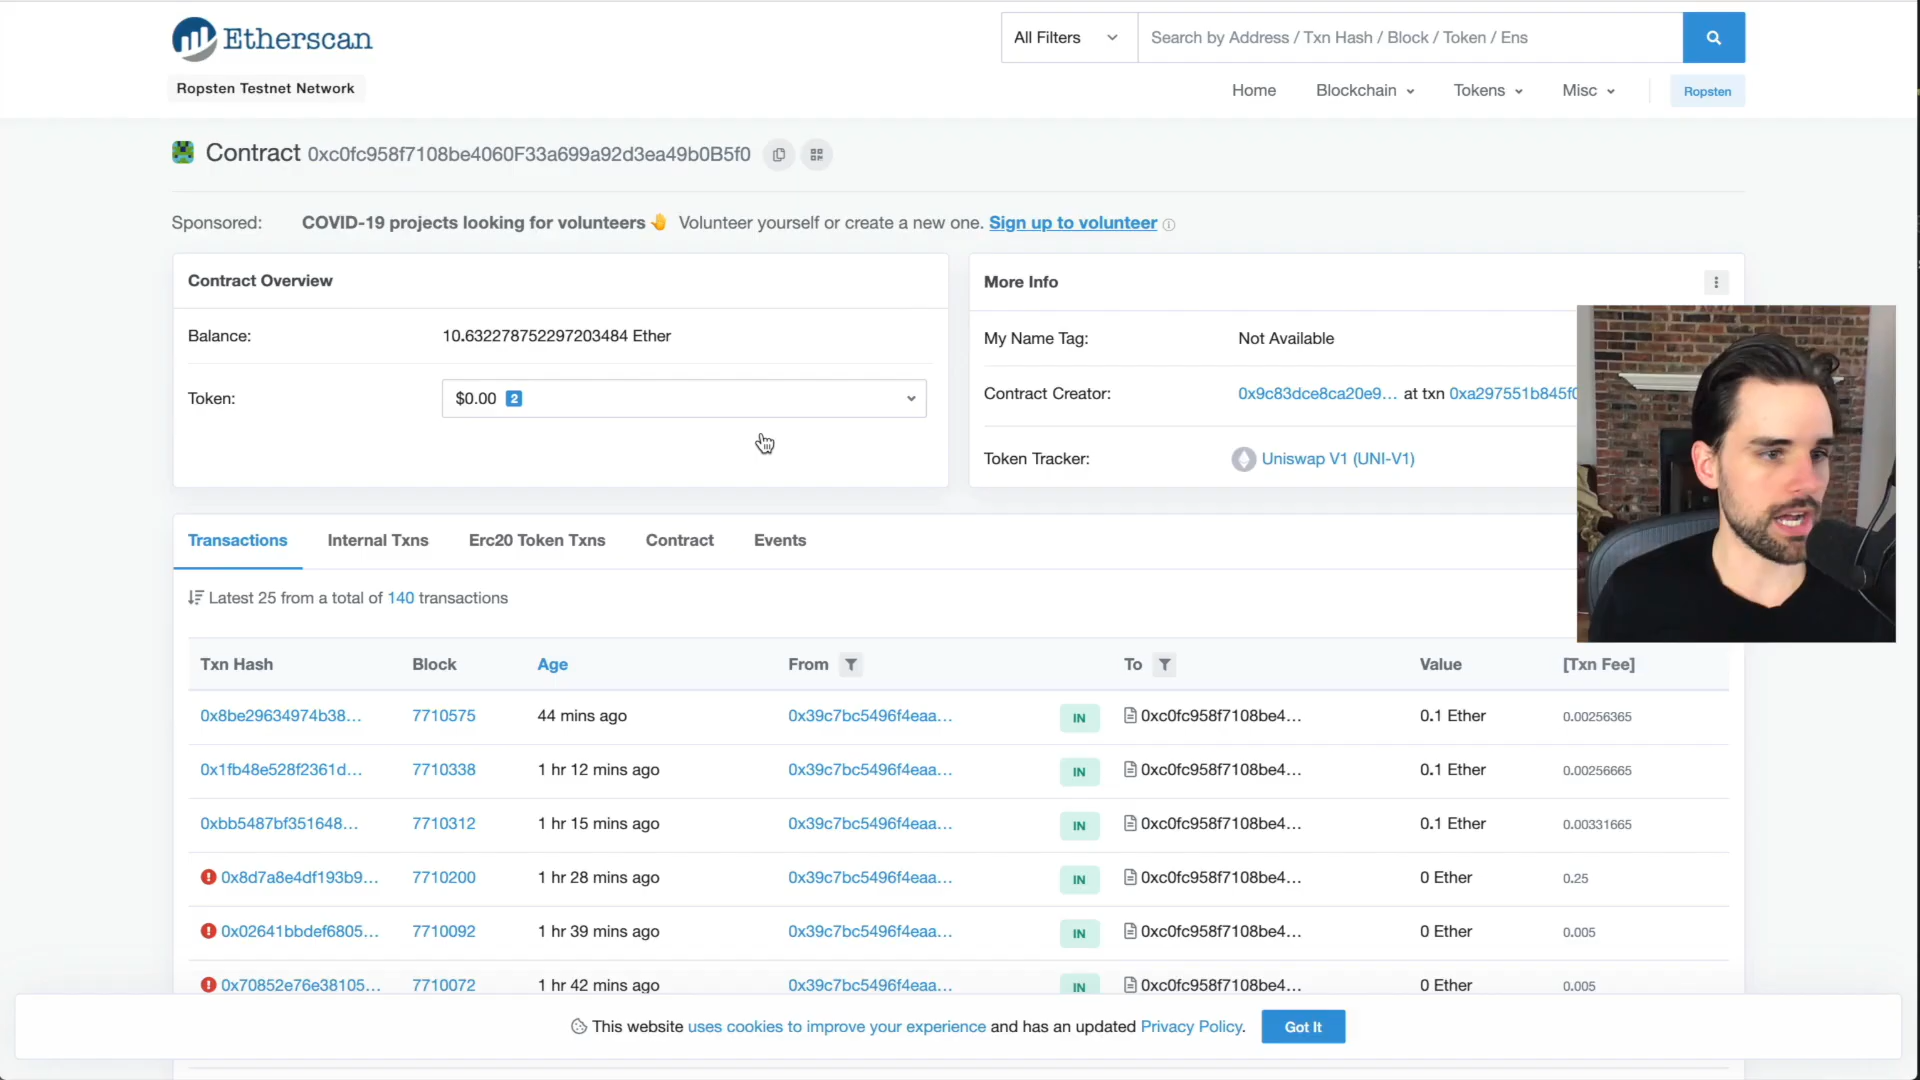 Etherscan
All Filters
Search by Address / Txn Hash / Block / Token / Ens
Ropsten Testnet Network
Home Blockchain Tokens Misc Ropsten
Contract 0xc0fc958f7108be4060F33a699a92d3ea49b0B5f0
Sponsored: COVID-19 projects looking for volunteers Volunteer yourself or create a new one. Sign up to volunteer
Contract Overview
Balance: 10.632278752297203484 Ether
Token: $0.00 2
More Info
My Name Tag: Not Available
Contract Creator: 0x9c83dce8ca20e9... at txn 0xa297551b845f0
Token Tracker: Uniswap V1 (UNI-V1)
Transactions Internal Txns Erc20 Token Txns Contract Events
Latest 25 from a total of 140 transactions
Txn Hash Block Age From To Value [Txn Fee]
0x8be29634974b38... 7710575 44 mins ago 0x39c7bc5496f4eaa... IN 0xc0fc958f7108be4... 0.1 Ether 0.00256365
0x1fb48e528f2361d... 7710338 1 hr 12 mins ago 0x39c7bc5496f4eaa... IN 0xc0fc958f7108be4... 0.1 Ether 0.00256665
0xbb5487bf351648... 7710312 1 hr 15 mins ago 0x39c7bc5496f4eaa... IN 0xc0fc958f7108be4... 0.1 Ether 0.00331665
0x8d7a8e4df193b9... 7710200 1 hr 28 mins ago 0x39c7bc5496f4eaa... IN 0xc0fc958f7108be4... 0 Ether 0.25
0x02641bbdef6805... 7710092 1 hr 39 mins ago 0x39c7bc5496f4eaa... IN 0xc0fc958f7108be4... 0 Ether 0.005
0x70852e76e38105... 7710072 1 hr 42 mins ago 0x39c7bc5496f4eaa... IN 0xc0fc958f7108be4... 0 Ether 0.005
This website uses cookies to improve your experience and has an updated Privacy Policy. Got It